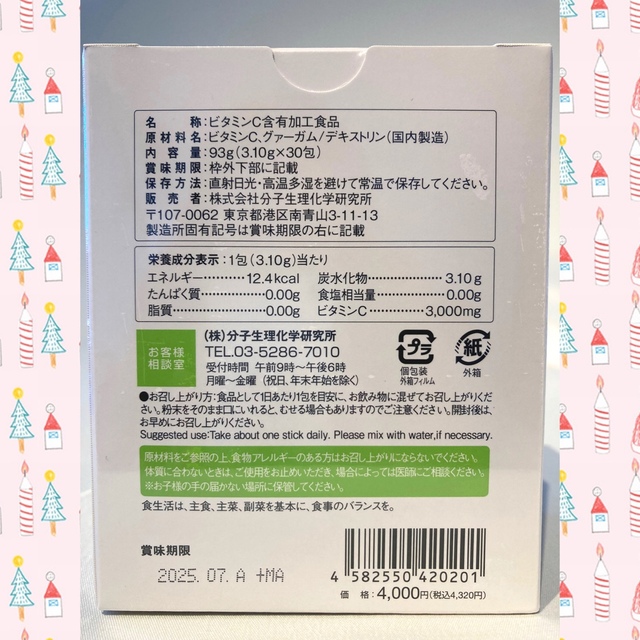 名　　称：ビタミンC含有加工食品
原材料名：ビタミンC、グァーガム/デキストリン（国内製造）
内 容 量：93g（3.10g×30包）
賞味期限：枠外下部に記載
保存方法：直射日光・高温多湿を避けて常温で保存してください。
販 売 者：株式会社分子生理化学研究所
〒107-0062 東京都港区南青山3-11-13
製造所固有記号は賞味期限の右に記載
栄養成分表示：1包（3.10g）当たり
エネルギー……12.4kcal 炭水化物……3.10g
たんぱく質……0.00g 食塩相当量……0.00g
脂質……0.00g ビタミンC……3,000mg
お客様
相談室
（株）分子生理化学研究所
TEL.03-5286-7010
受付時間 午前9時〜午後6時
月曜〜金曜（祝日、年末年始を除く）
プラ
個包装
外箱フィルム
紙
外箱
●お召し上がり方：食品として1日あたり1包を目安に、お飲み物に混ぜてお召し上がりくだ
さい。粉末をそのまま口にいれると、むせる場合もありますのでご注意ください。開封後は、
お早めにお召し上がりください。
Suggested use:Take about one stick daily. Please mix with water,if necessary.
原材料をご参照の上、食物アレルギーのある方はお召し上がりにならないでください。
体質に合わないときは、ご使用をお止めいただき、場合によっては医師にご相談ください。
※お子様の手の届かない場所に保管してください。
食生活は、主食、主菜、副菜を基本に、食事のバランスを。
賞味期限
2025.07.A +MA
4 582550 420201
価 格：4,000円（税込4,320円）